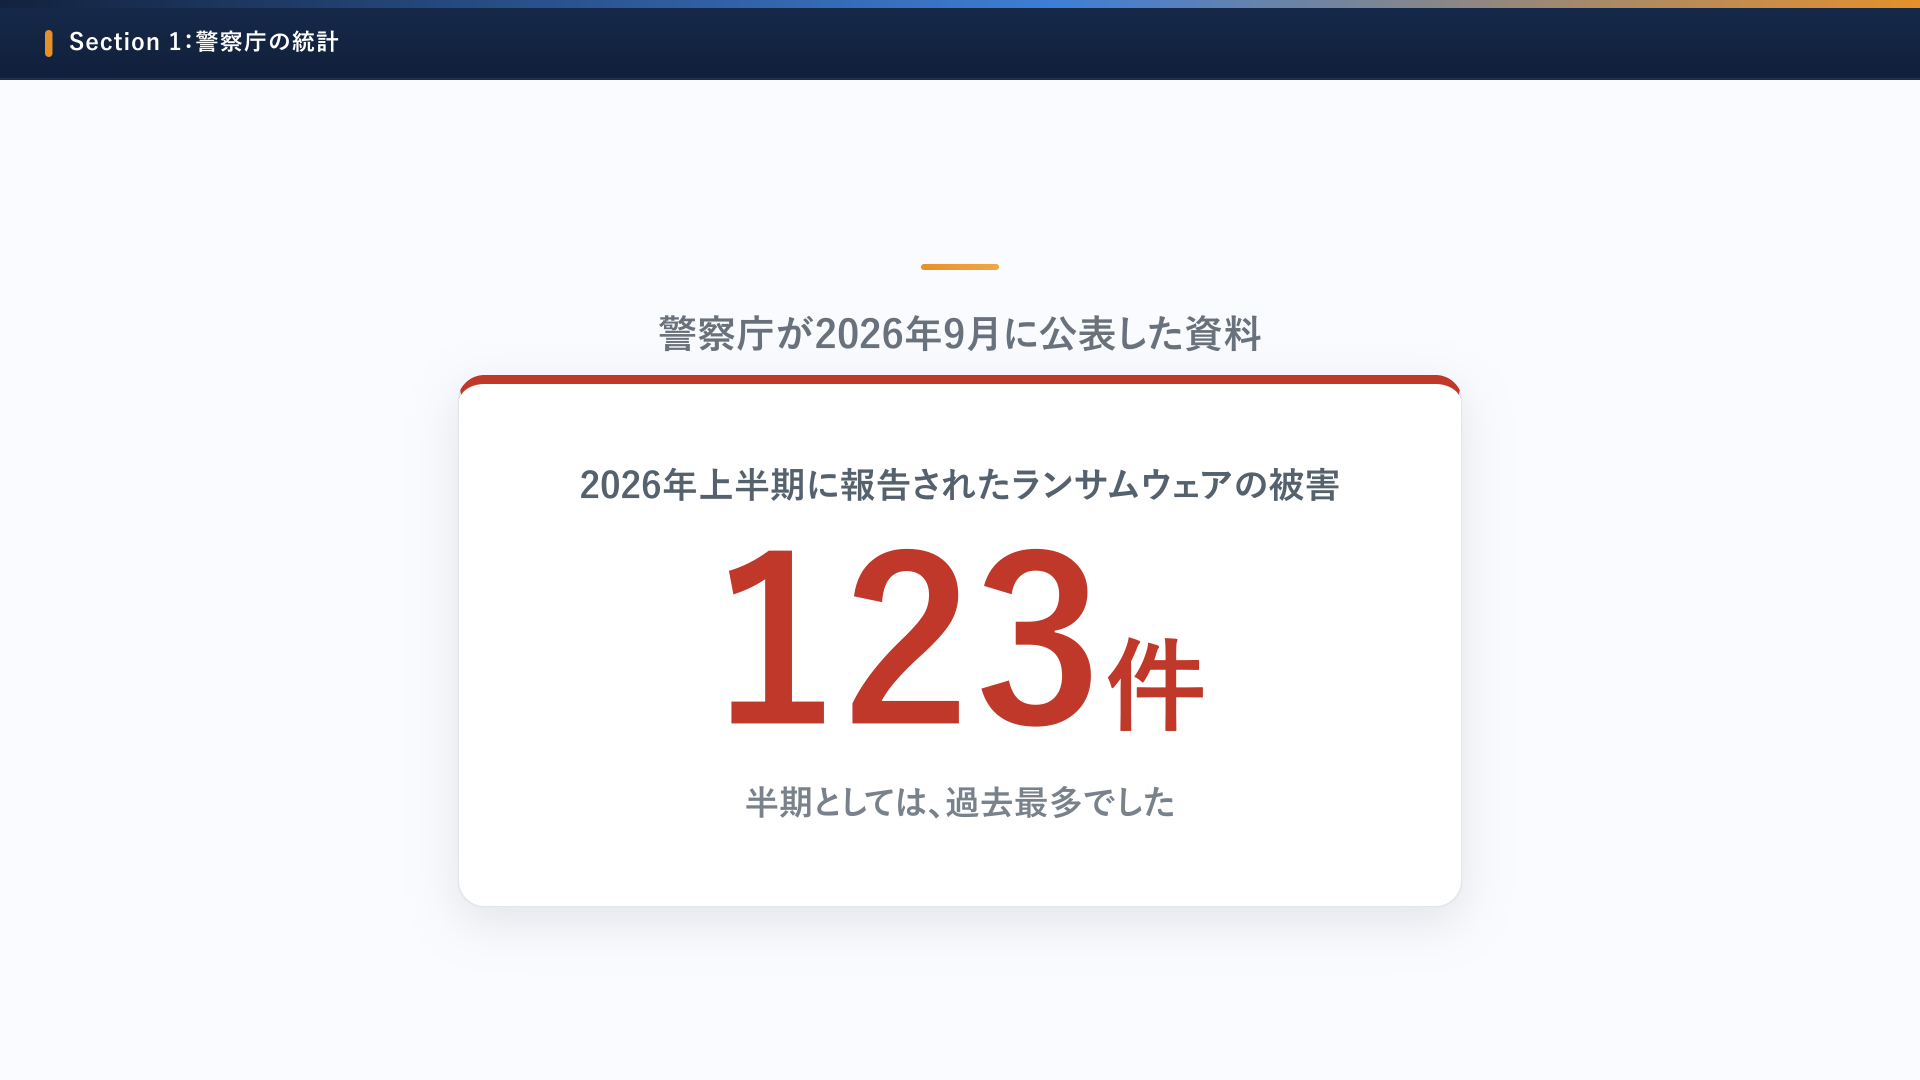 Section 1：警察庁の統計
警察庁が2026年9月に公表した資料
2026年上半期に報告されたランサムウェアの被害
123件
半期としては、過去最多でした